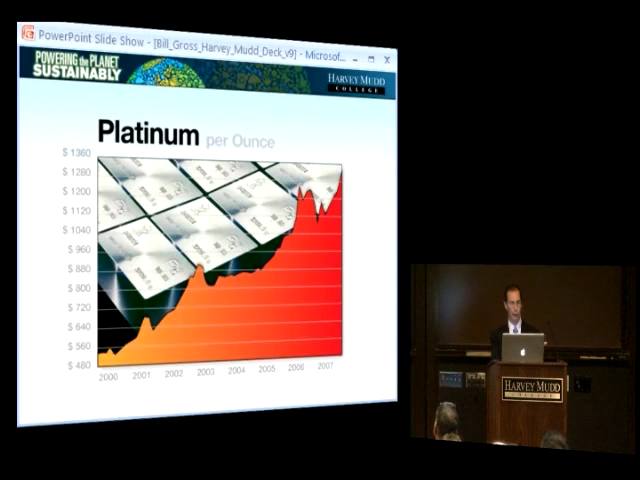 PowerPoint Slide Show - [Bill_Gross_Harvey_Mudd_Deck_v9] - Microsof...
POWERING the PLANET
SUSTAINABLY
HARVEY MUDD
COLLEGE
Platinum per Ounce
$ 1360
$ 1280
$ 1200
$ 1120
$ 1040
$ 960
$ 880
$ 800
$ 720
$ 640
$ 560
$ 480
2000 2001 2002 2003 2004 2005 2006 2007
HARVEY MUDD
COLLEGE